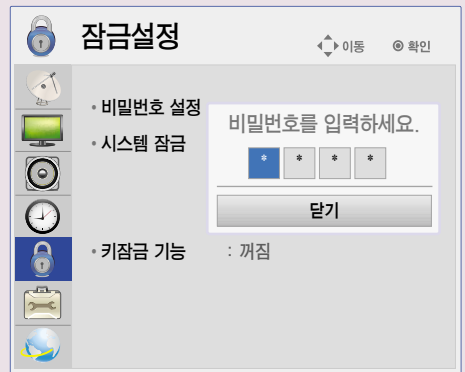 잠금설정
이동 ◉ 확인
• 비밀번호 설정
• 시스템 잠금
비밀번호를 입력하세요.
* * * *
닫기
• 키잠금 기능 : 꺼짐